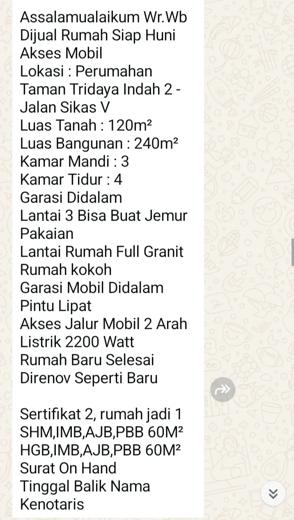 Assalamualaikum Wr.Wb
Dijual Rumah Siap Huni
Akses Mobil
Lokasi : Perumahan
Taman Tridaya Indah 2 -
Jalan Sikas V
Luas Tanah : 120m²
Luas Bangunan : 240m²
Kamar Mandi : 3
Kamar Tidur : 4
Garasi Didalam
Lantai 3 Bisa Buat Jemur
Pakaian
Lantai Rumah Full Granit
Rumah kokoh
Garasi Mobil Didalam
Pintu Lipat
Akses Jalur Mobil 2 Arah
Listrik 2200 Watt
Rumah Baru Selesai
Direnov Seperti Baru

Sertifikat 2, rumah jadi 1
SHM,IMB,AJB,PBB 60M²
HGB,IMB,AJB,PBB 60M²
Surat On Hand
Tinggal Balik Nama
Kenotaris